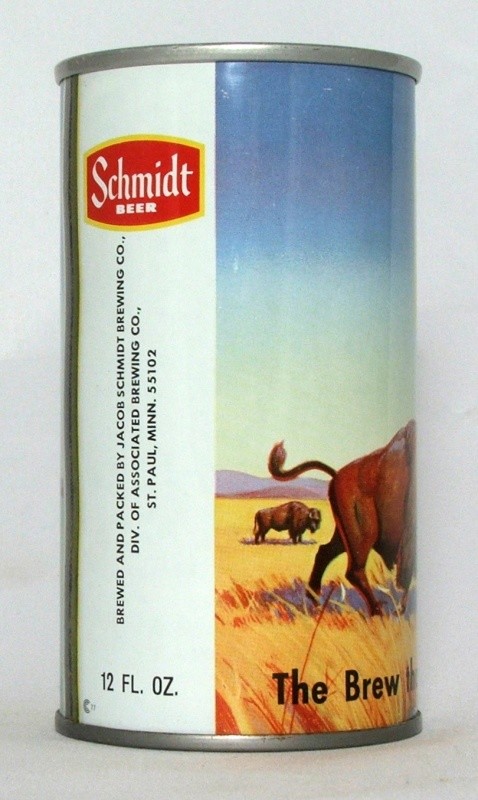 Schmidt
BEER
BREWED AND PACKED BY JACOB SCHMIDT BREWING CO.,
DIV. OF ASSOCIATED BREWING CO.,
ST. PAUL, MINN. 55102
12 FL. OZ.
The Brew